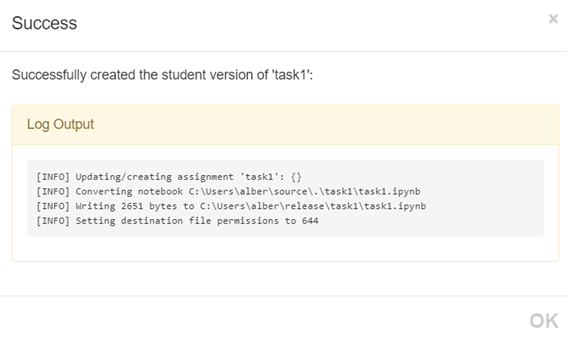 Success
×
Successfully created the student version of 'task1':
Log Output
[INFO] Updating/creating assignment 'task1': {}
[INFO] Converting notebook C:\Users\alber\source\.\task1\task1.ipynb
[INFO] Writing 2651 bytes to C:\Users\alber\release\task1\task1.ipynb
[INFO] Setting destination file permissions to 644
OK